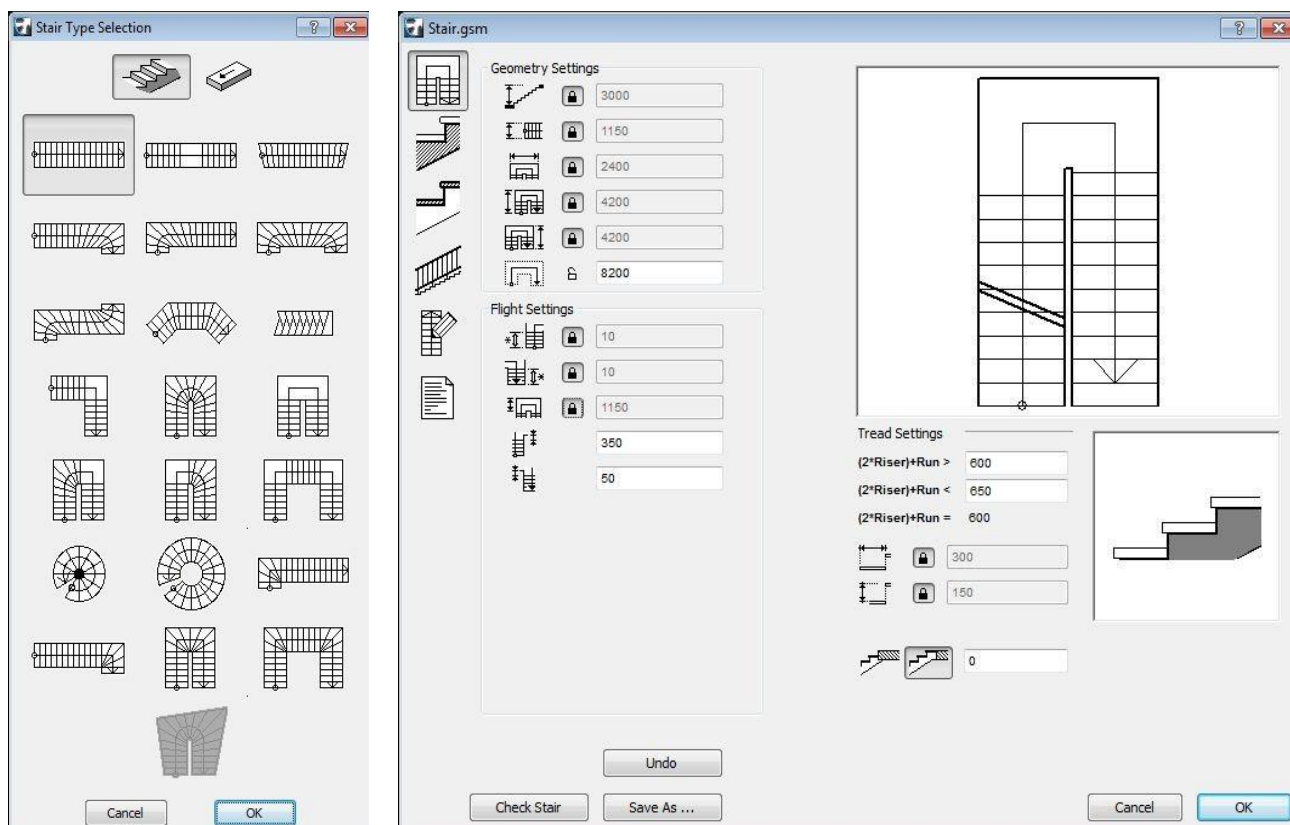 Stair Type Selection
Cancel
OK
Stair.gsm
Geometry Settings
3000
1150
2400
4200
4200
8200
Flight Settings
10
10
1150
350
50
Undo
Check Stair
Save As ...
Tread Settings
(2*Riser)+Run > 600
(2*Riser)+Run < 650
(2*Riser)+Run = 600
300
150
0
Cancel
OK